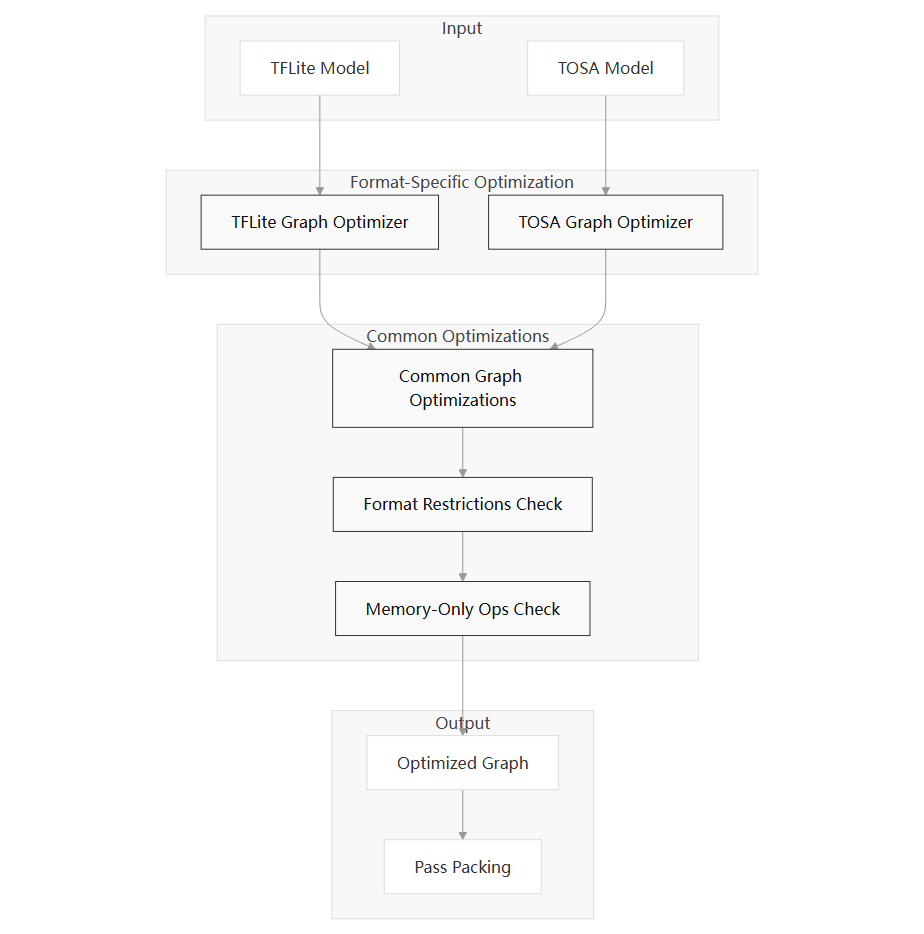 Input
TFLite Model
TOSA Model
Format-Specific Optimization
TFLite Graph Optimizer
TOSA Graph Optimizer
Common Optimizations
Common Graph
Optimizations
Format Restrictions Check
Memory-Only Ops Check
Output
Optimized Graph
Pass Packing